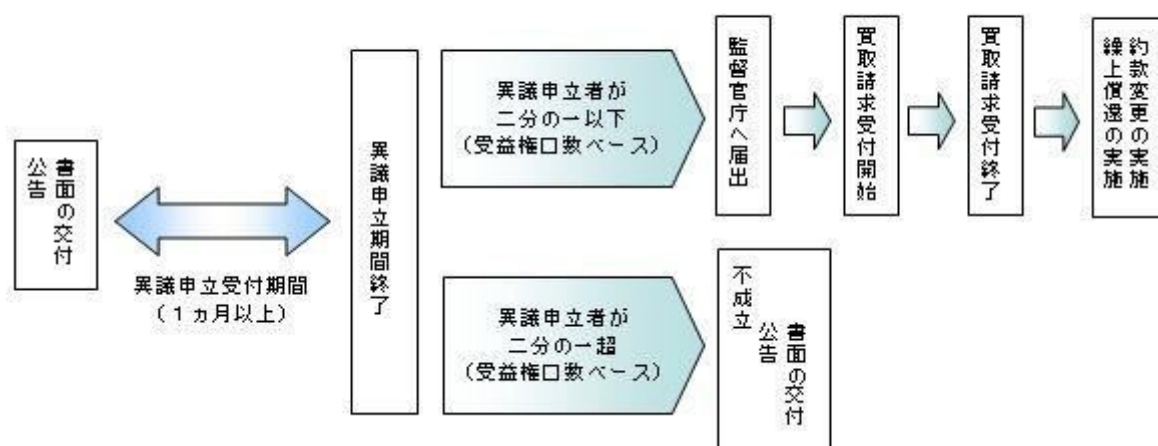 書面の交付
公告
異議申立受付期間
（１ヵ月以上）
異議申立期間終了
異議申立者が
二分の一以下
（受益権口数ベース）
監督官庁へ届出
買取請求受付開始
買取請求受付終了
約款変更の実施
繰上償還の実施
異議申立者が
二分の一超
（受益権口数ベース）
不成立
書面の交付
公告